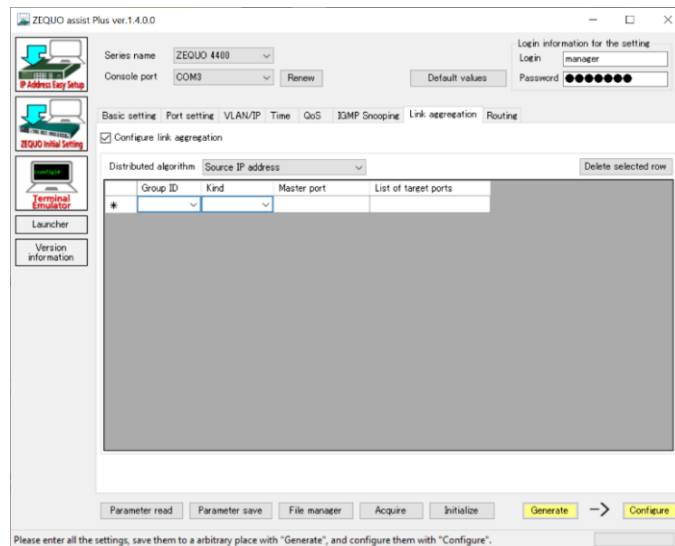 ZEQUO assist Plus ver.1.4.0.0
IP Address Easy Setup
ZEQUO Initial Setting
Terminal
Emulator
Launcher
Version
information
Series name ZEQUO 4400
Console port COM3 Renew Default values
Login information for the setting
Login manager
Password ●●●●●●●
Basic setting Port setting VLAN/IP Time QoS IGMP Snooping Link aggregation Routing
Configure link aggregation
Distributed algorithm Source IP address Delete selected row
Group ID Kind Master port List of target ports
*
Parameter read Parameter save File manager Acquire Initialize Generate -> Configure
Please enter all the settings, save them to a arbitrary place with "Generate", and configure them with "Configure".